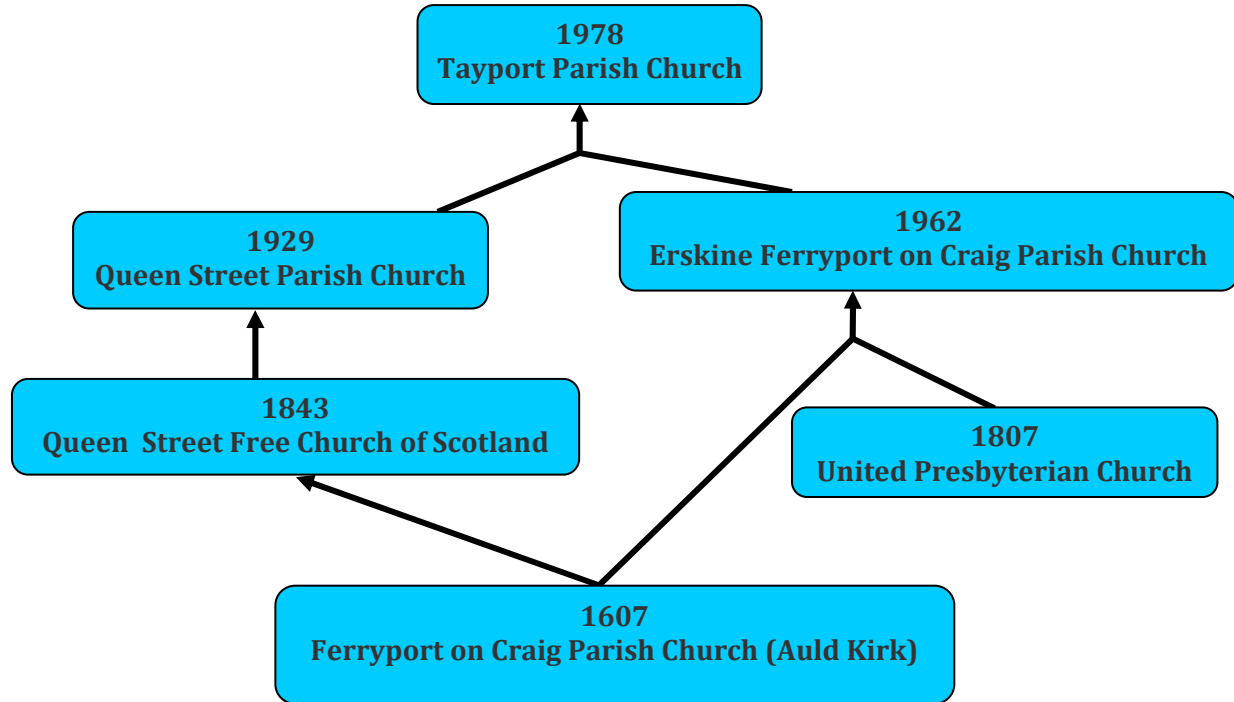 1978
Tayport Parish Church
1929
Queen Street Parish Church
1962
Erskine Ferryport on Craig Parish Church
1843
Queen  Street Free Church of Scotland
1807
United Presbyterian Church
1607
Ferryport on Craig Parish Church (Auld Kirk)